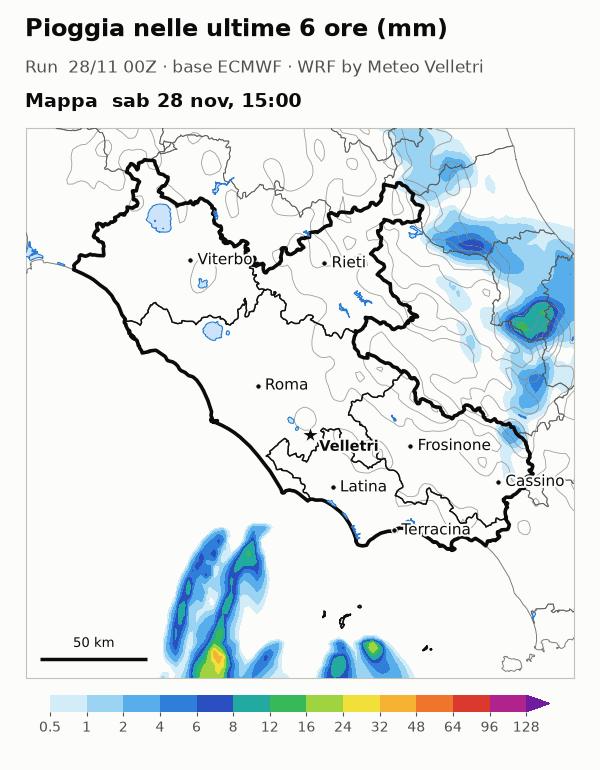 Pioggia nelle ultime 6 ore (mm)
Run  28/11 00Z · base ECMWF · WRF by Meteo Velletri
Mappa  sab 28 nov, 15:00
Viterbo
Rieti
Roma
Velletri
Frosinone
Cassino
Latina
Terracina
50 km
0.5 1 2 4 6 8 12 16 24 32 48 64 96 128